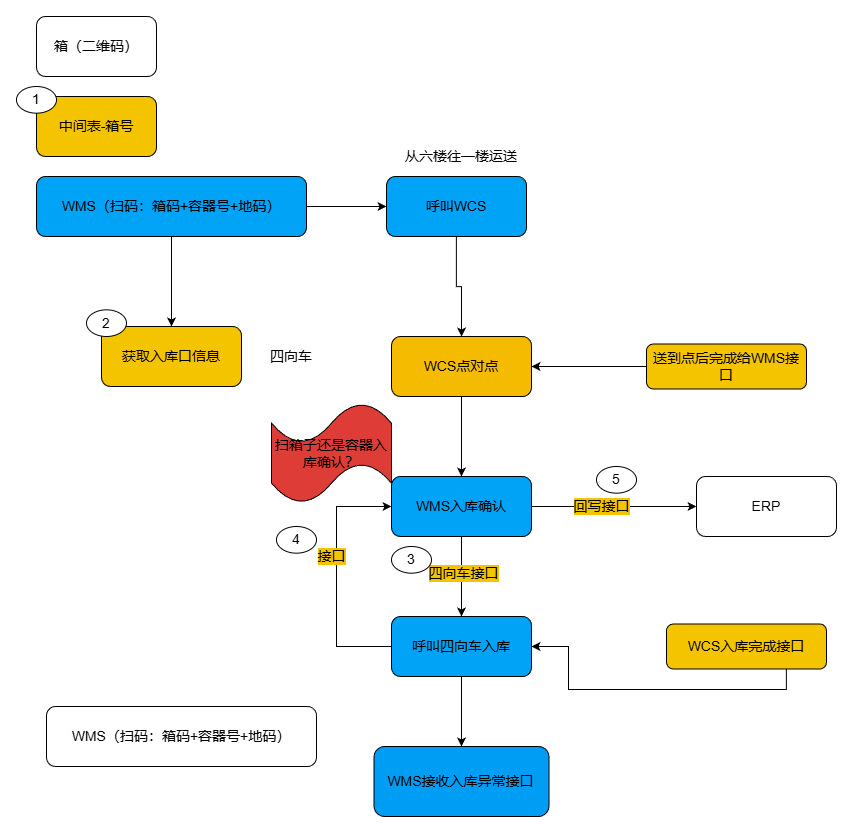 箱（二维码）
1
中间表-箱号
从六楼往一楼运送
WMS（扫码：箱码+容器号+地码）
呼叫WCS
2
获取入库口信息
四向车
WCS点对点
送到点后完成给WMS接
口
扫箱子还是容器入
库确认？
WMS入库确认
5
回写接口
ERP
4
接口
3
四向车接口
呼叫四向车入库
WCS入库完成接口
WMS（扫码：箱码+容器号+地码）
WMS接收入库异常接口